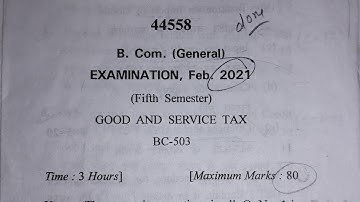 44558
done
B. Com. (General)
EXAMINATION, Feb. 2021
(Fifth Semester)
GOOD AND SERVICE TAX
BC-503
Time : 3 Hours] [Maximum Marks : 80